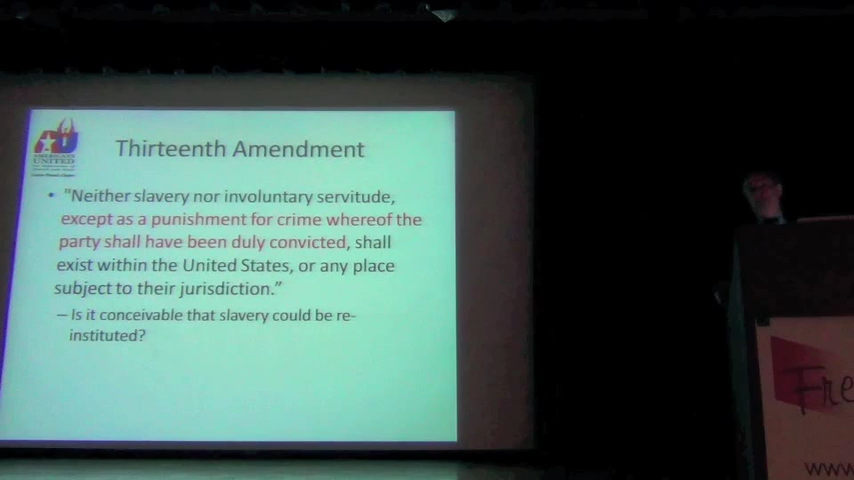 AMERICANS
UNITED
Thirteenth Amendment
• "Neither slavery nor involuntary servitude,
except as a punishment for crime whereof the
party shall have been duly convicted, shall
exist within the United States, or any place
subject to their jurisdiction.”
– Is it conceivable that slavery could be re-
instituted?
Fre
www